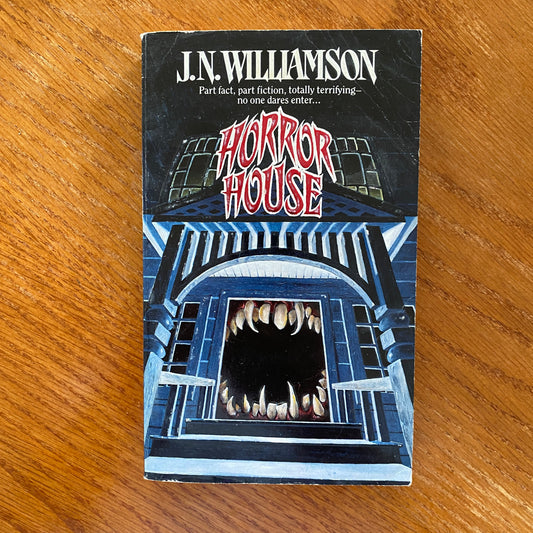 J.N. WILLIAMSON
Part fact, part fiction, totally terrifying—
no one dares enter...
HORROR
HOUSE